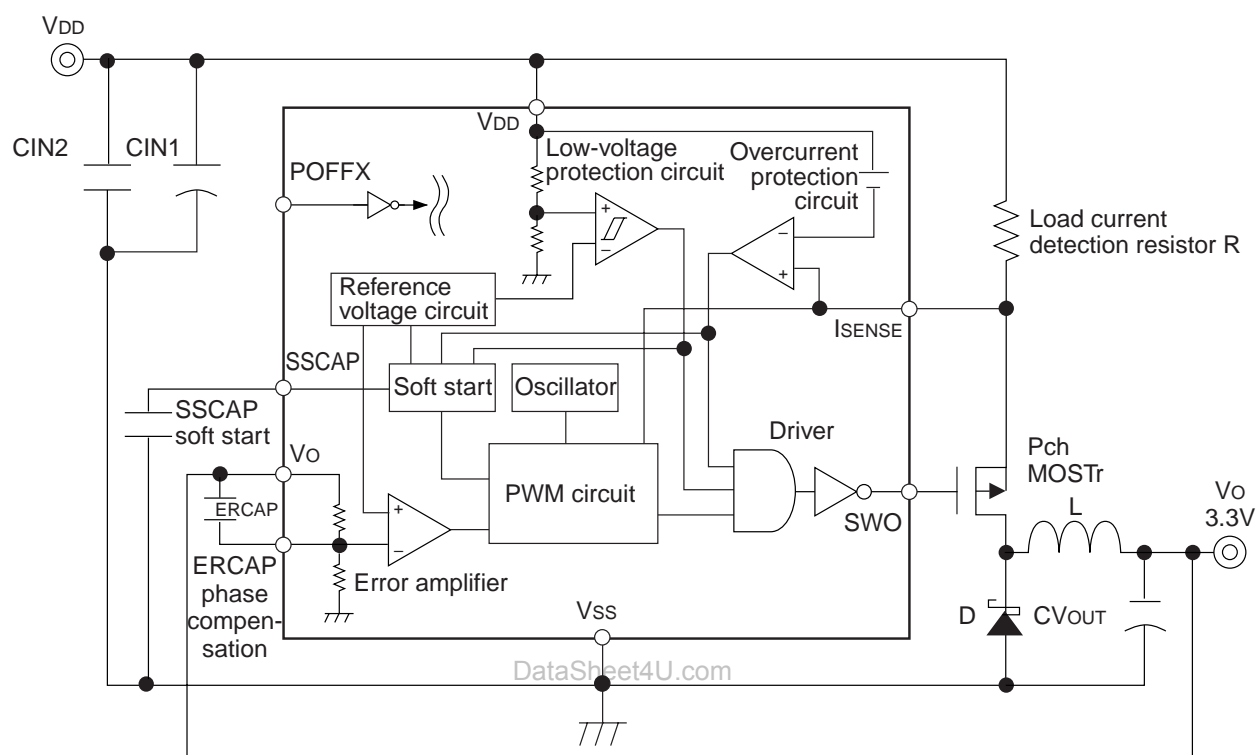 VDD
CIN2
CIN1
VDD
POFFX
Low-voltage
protection circuit
Overcurrent
protection
circuit
+
−
−
+
Load current
detection resistor R
Reference
voltage circuit
ISENSE
SSCAP
Soft start
Oscillator
SSCAP
soft start
Driver
VO
Pch
MOSTr
ERCAP
PWM circuit
+
−
SWO
L
VO
3.3V
ERCAP
phase
compen-
sation
Error amplifier
VSS
D
CVOUT
DataSheet4U.com